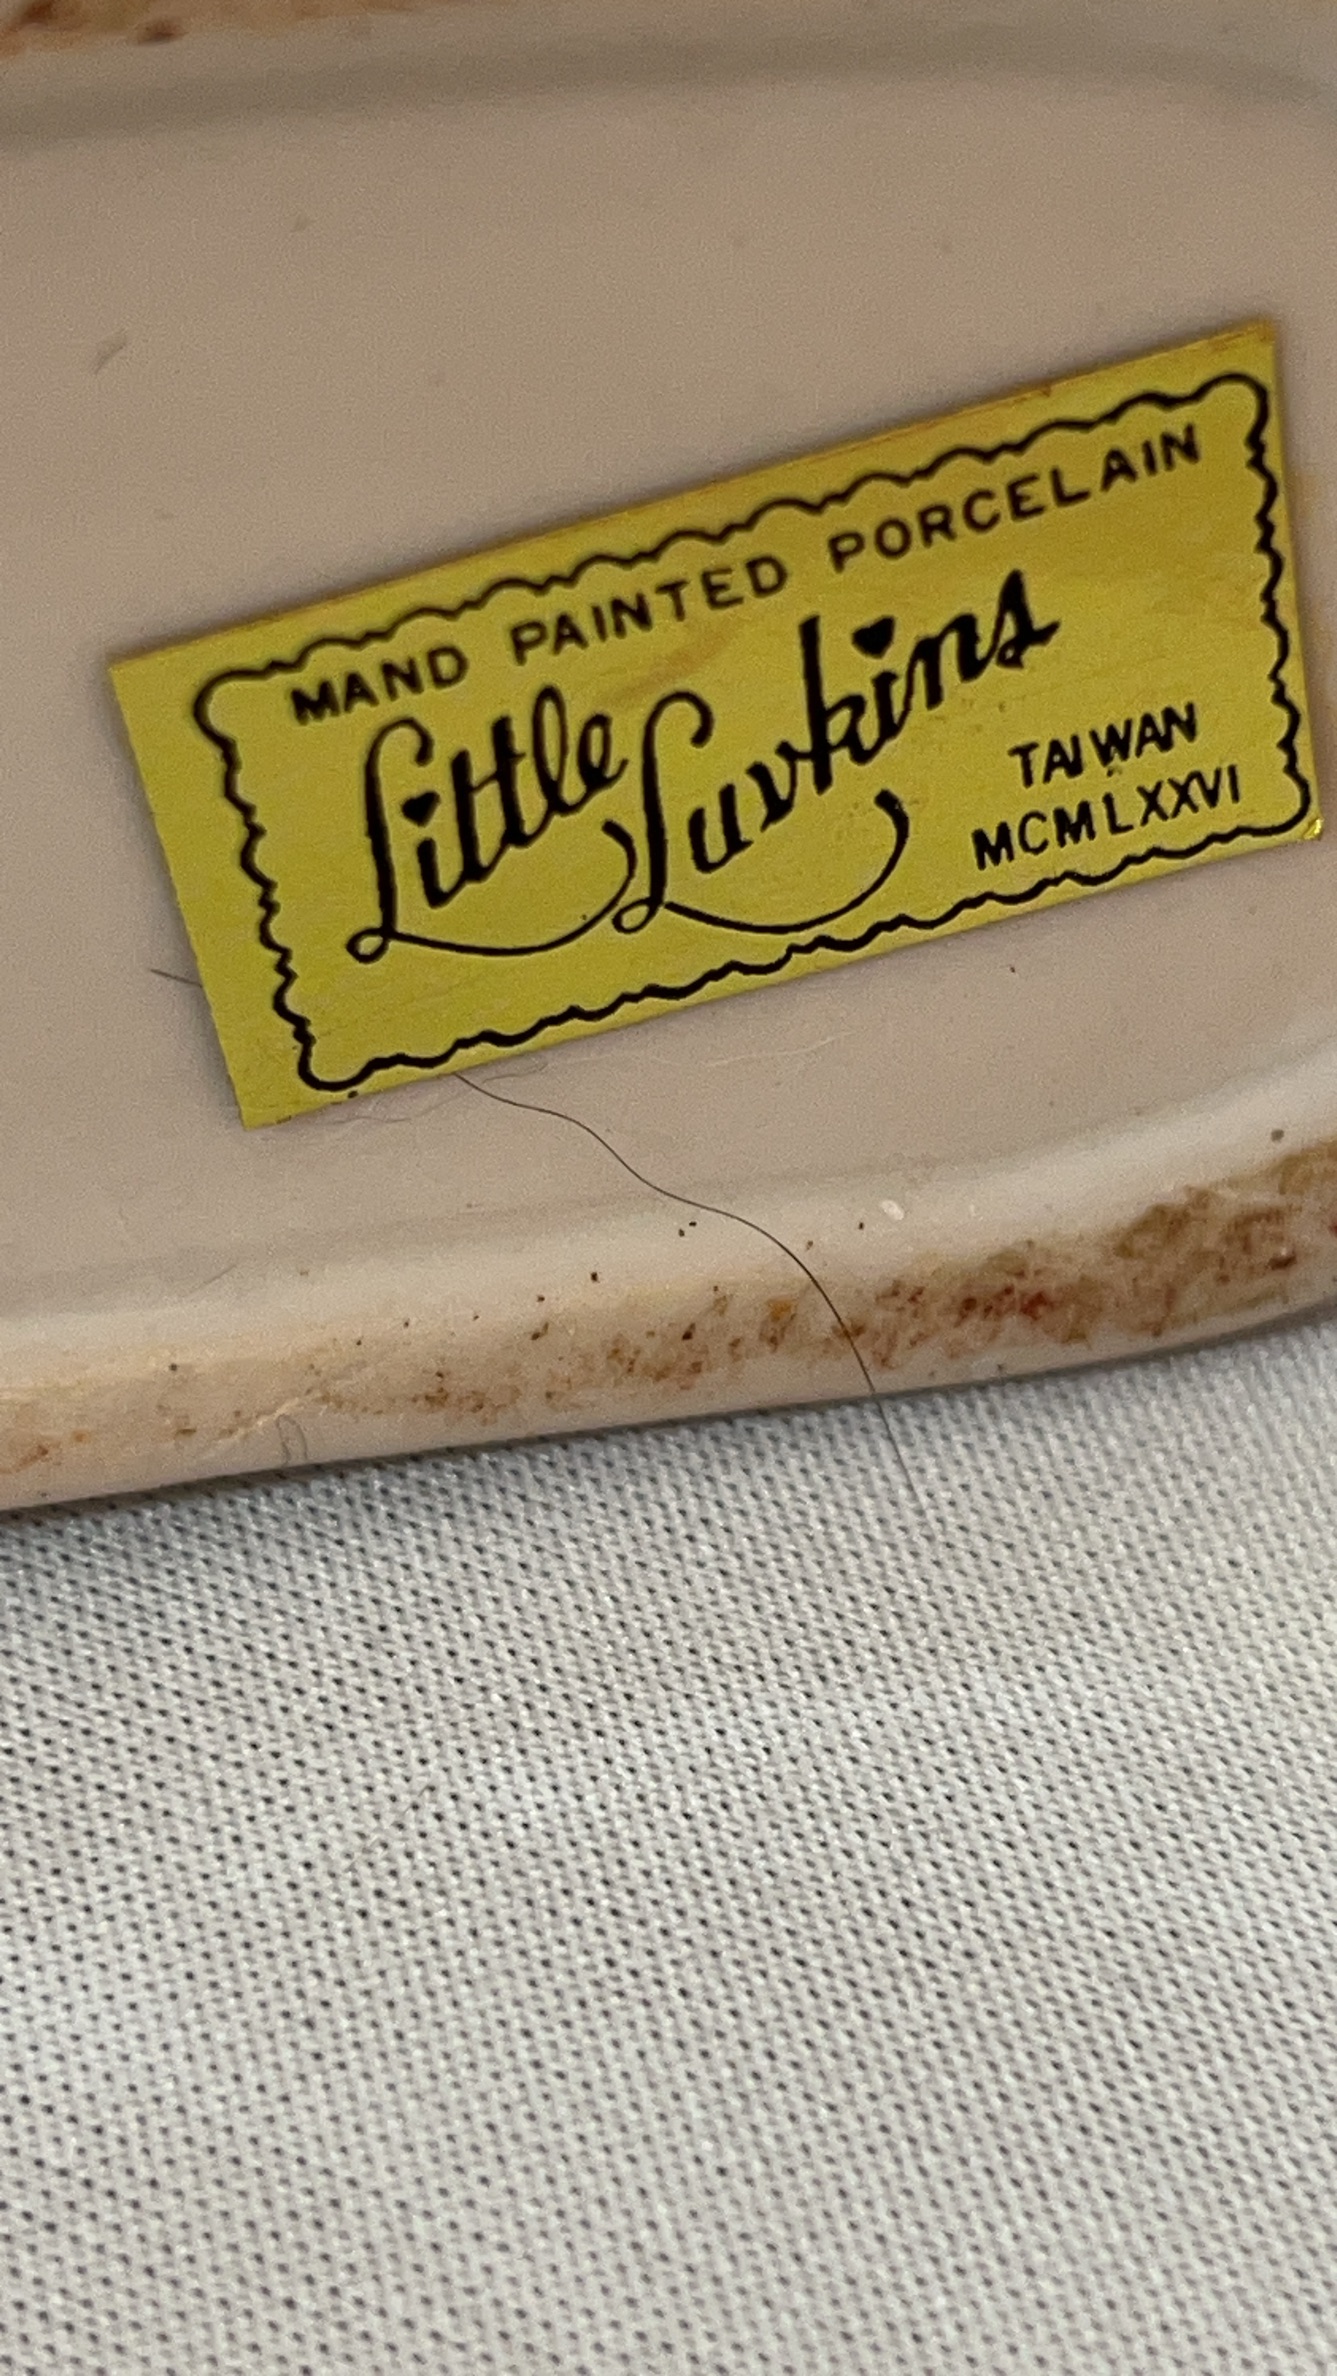 MAND PAINTED PORCELAIN
Little Luvkins
TAIWAN
MCMLXXVI